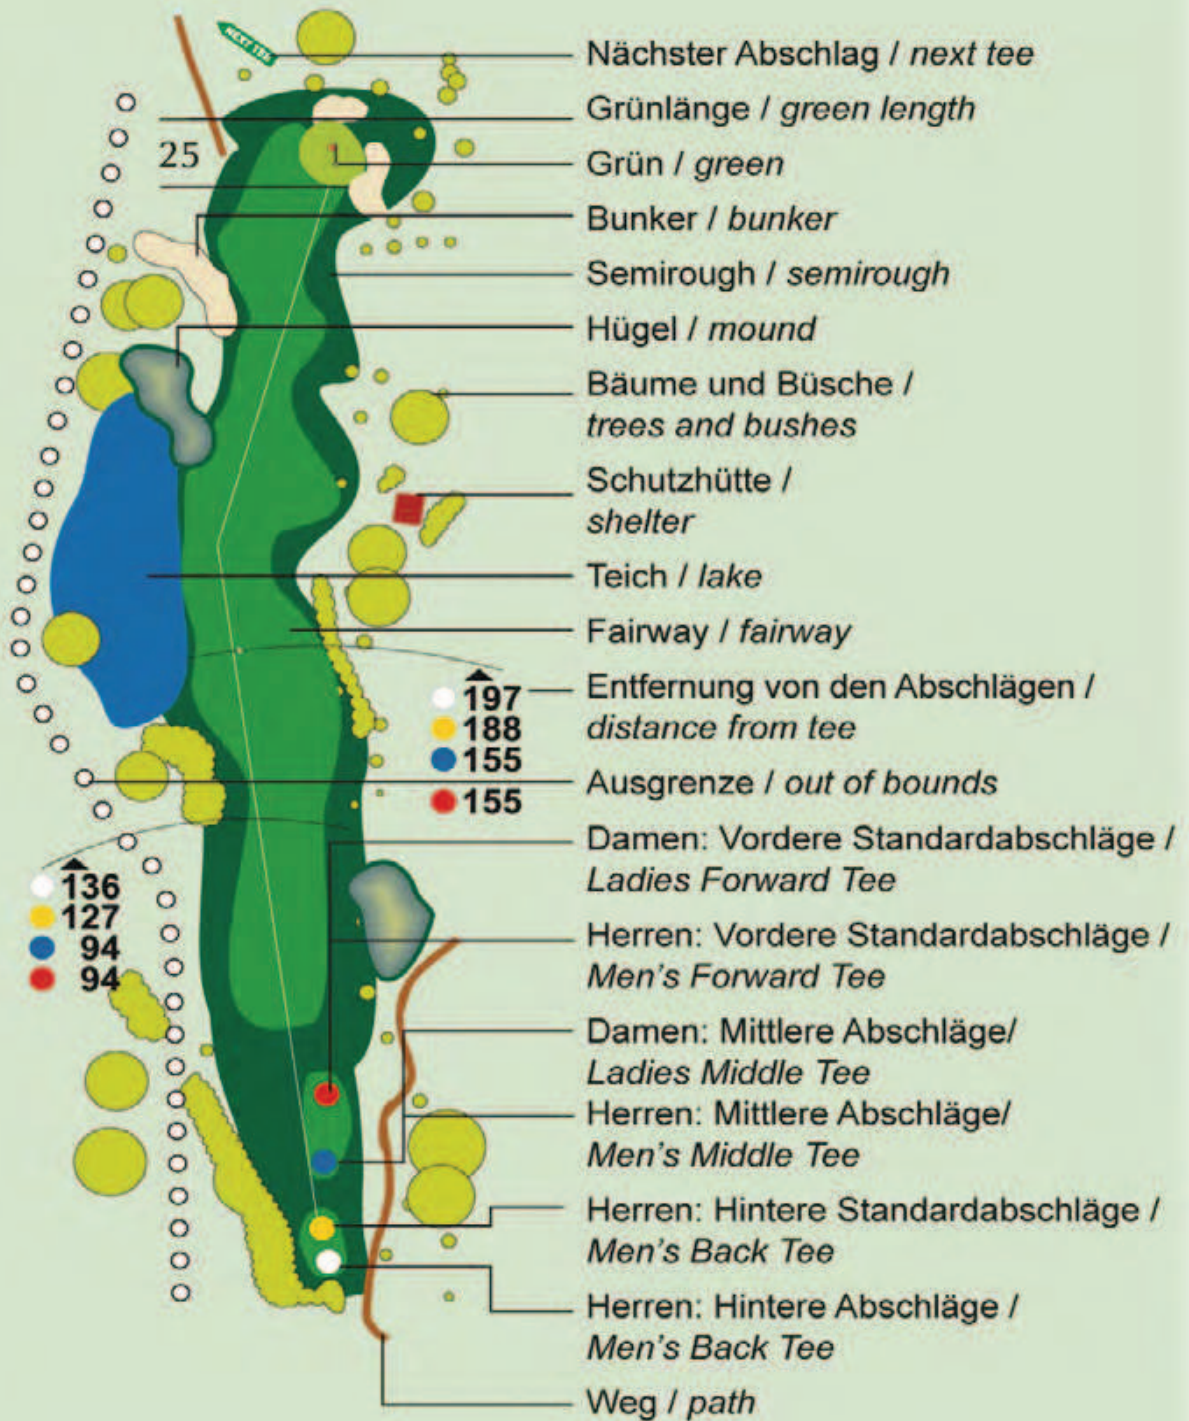 NEXT TEE
Nächster Abschlag / next tee
Grünlänge / green length
25
Grün / green
Bunker / bunker
Semirough / semirough
Hügel / mound
Bäume und Büsche /
trees and bushes
Schutzhütte /
shelter
Teich / lake
Fairway / fairway
197
188
155
155
Entfernung von den Abschlägen /
distance from tee
Ausgrenze / out of bounds
136
127
94
94
Damen: Vordere Standardabschläge /
Ladies Forward Tee
Herren: Vordere Standardabschläge /
Men's Forward Tee
Damen: Mittlere Abschläge/
Ladies Middle Tee
Herren: Mittlere Abschläge/
Men's Middle Tee
Herren: Hintere Standardabschläge /
Men's Back Tee
Herren: Hintere Abschläge /
Men's Back Tee
Weg / path